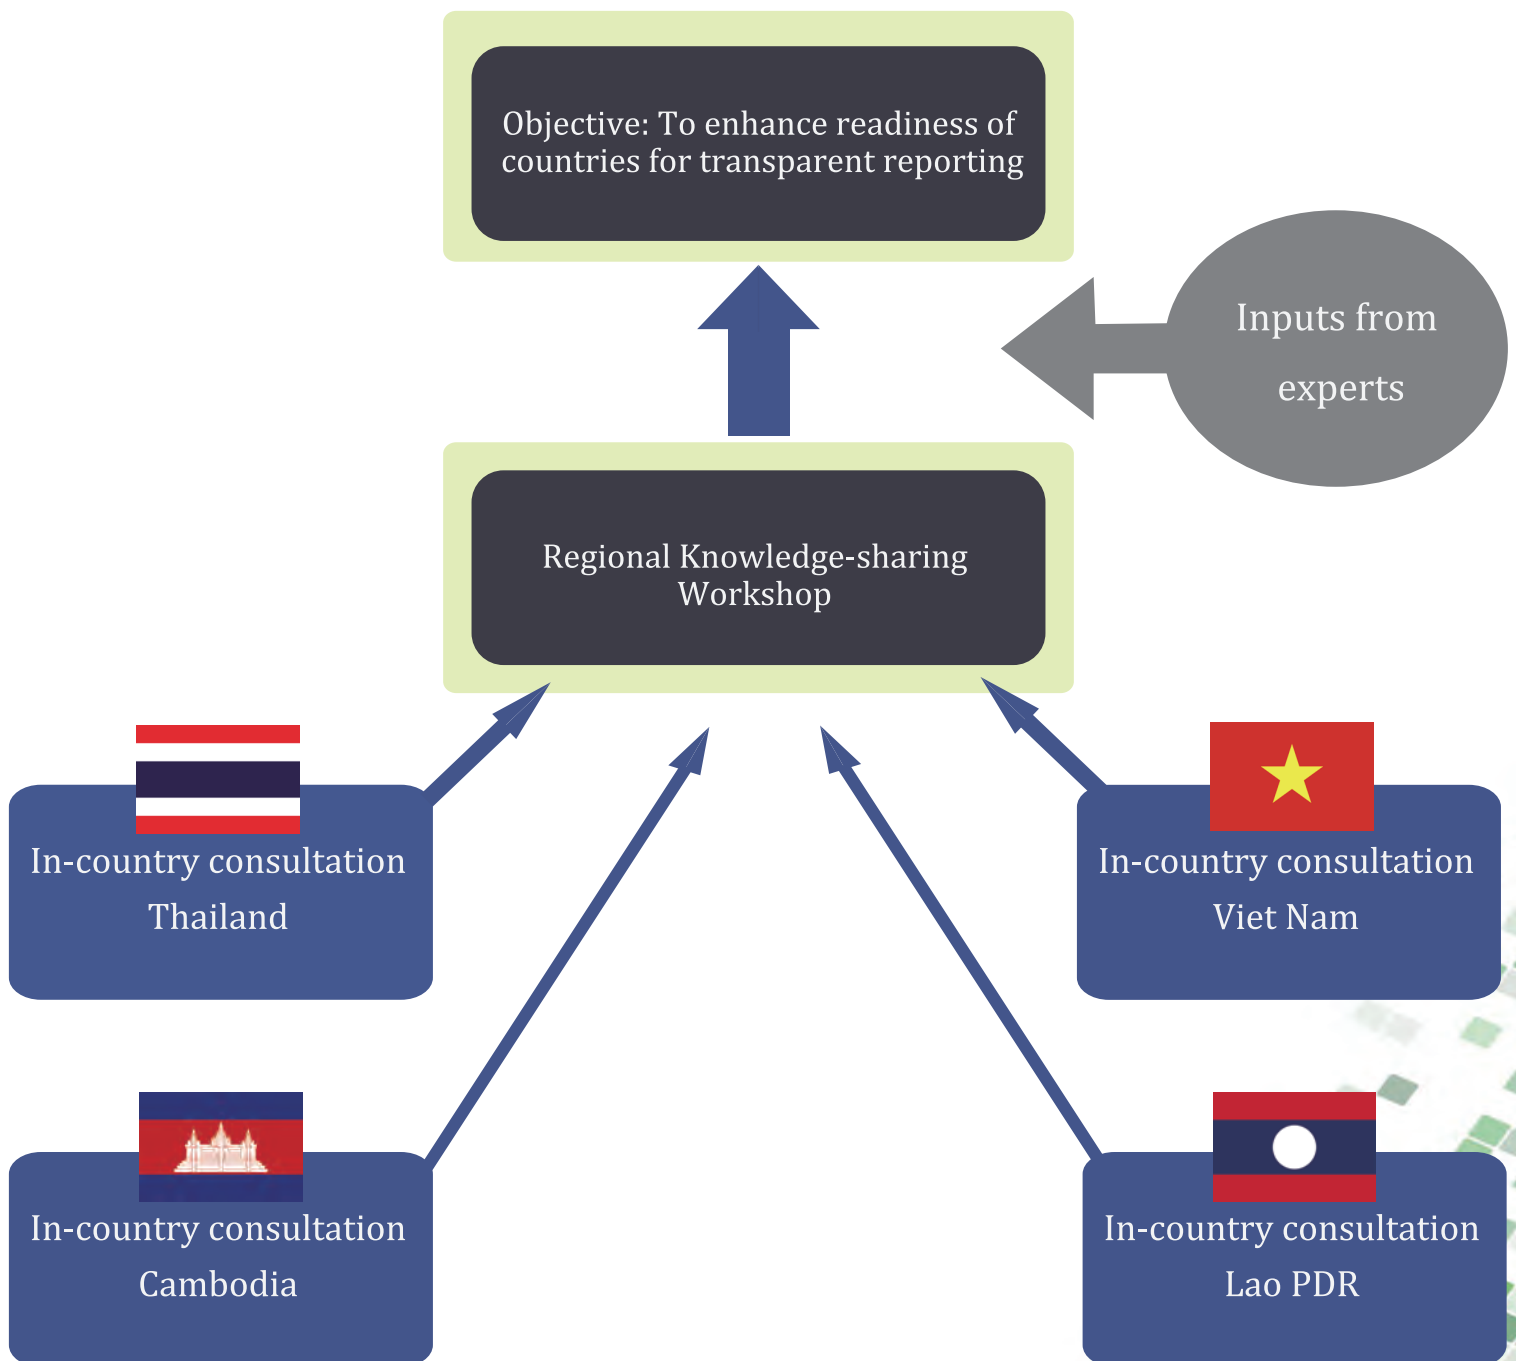 Objective: To enhance readiness of
countries for transparent reporting
Inputs from
experts
Regional Knowledge-sharing
Workshop
In-country consultation
Thailand
In-country consultation
Viet Nam
In-country consultation
Cambodia
In-country consultation
Lao PDR